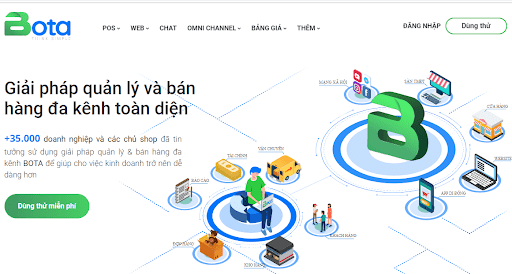 Bota
POS WEB CHAT OMNI CHANNEL BẢNG GIÁ THÊM ĐĂNG NHẬP Dùng thử
Giải pháp quản lý và bán
hàng đa kênh toàn diện
+35.000 doanh nghiệp và các chủ shop đã tin
tưởng sử dụng giải pháp quản lý & bán hàng đa
kênh BOTA để giúp cho việc kinh doanh trở nên dễ
dàng hơn
Dùng thử miễn phí
MẠNG XÃ HỘI
SÀN TMĐT
CỬA HÀNG
WEBSITE
APP DI ĐỘNG
VẬN CHUYỂN
TÀI CHÍNH
BÁO CÁO
ĐƠN HÀNG
KHO HÀNG
KHÁCH HÀNG